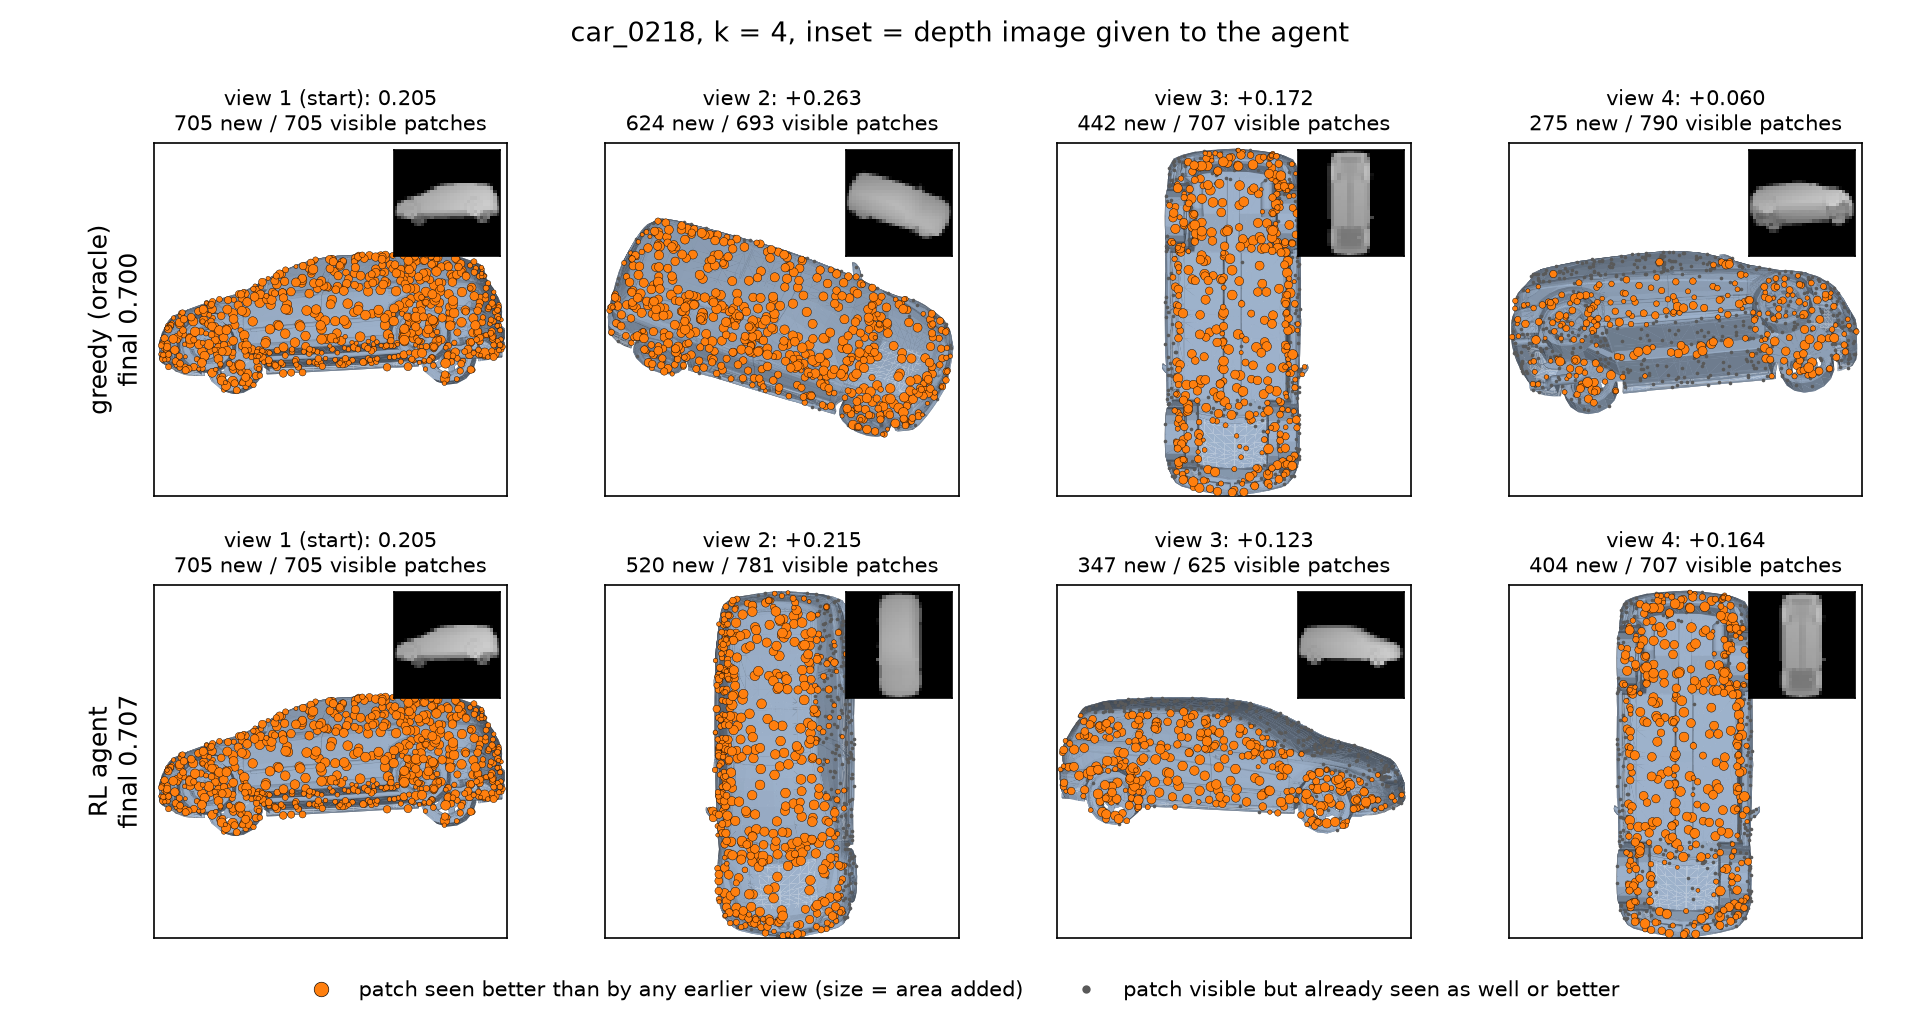 car_0218, k = 4, inset = depth image given to the agent
greedy (oracle)
final 0.700
view 1 (start): 0.205
705 new / 705 visible patches
view 2: +0.263
624 new / 693 visible patches
view 3: +0.172
442 new / 707 visible patches
view 4: +0.060
275 new / 790 visible patches
RL agent
final 0.707
view 1 (start): 0.205
705 new / 705 visible patches
view 2: +0.215
520 new / 781 visible patches
view 3: +0.123
347 new / 625 visible patches
view 4: +0.164
404 new / 707 visible patches
patch seen better than by any earlier view (size = area added)
patch visible but already seen as well or better